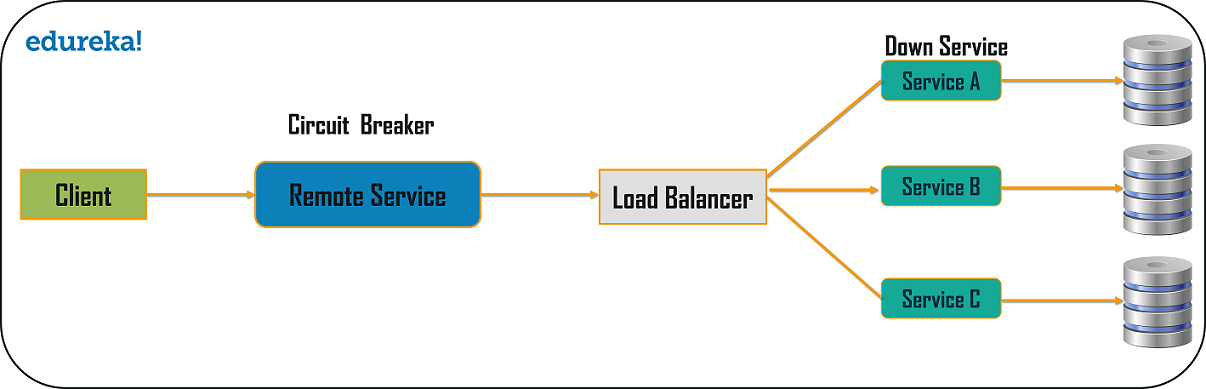 edureka!
Down Service
Service A
Circuit Breaker
Client
Remote Service
Load Balancer
Service B
Service C